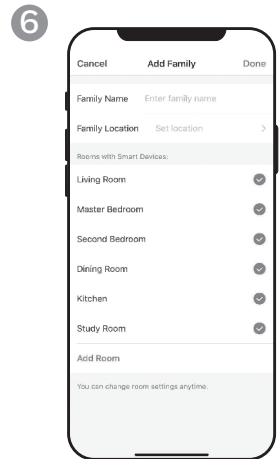 6
Cancel Add Family Done
Family Name Enter family name
Family Location Set location >
Rooms with Smart Devices:
Living Room
Master Bedroom
Second Bedroom
Dining Room
Kitchen
Study Room
Add Room
You can change room settings anytime.